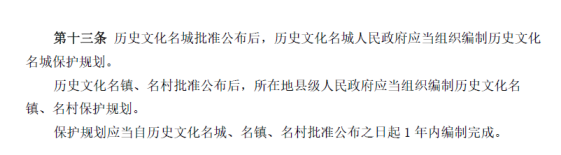 第十三条 历史文化名城批准公布后，历史文化名城人民政府应当组织编制历史文化
名城保护规划。
历史文化名镇、名村批准公布后，所在地县级人民政府应当组织编制历史文化名
镇、名村保护规划。
保护规划应当自历史文化名城、名镇、名村批准公布之日起 1 年内编制完成。